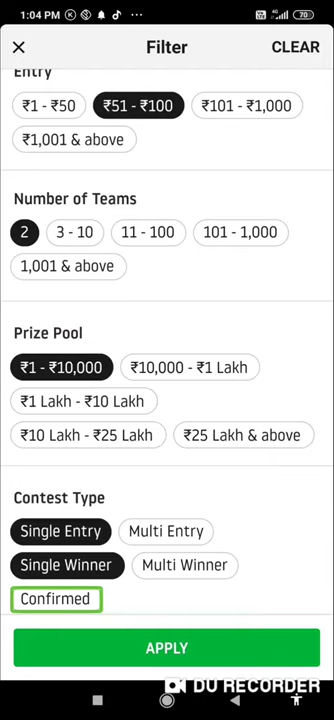 1:04 PM
70
Filter
CLEAR
Entry
₹1 - ₹50
₹51 - ₹100
₹101 - ₹1,000
₹1,001 & above
Number of Teams
2
3 - 10
11 - 100
101 - 1,000
1,001 & above
Prize Pool
₹1 - ₹10,000
₹10,000 - ₹1 Lakh
₹1 Lakh - ₹10 Lakh
₹10 Lakh - ₹25 Lakh
₹25 Lakh & above
Contest Type
Single Entry
Multi Entry
Single Winner
Multi Winner
Confirmed
APPLY
DU RECORDER